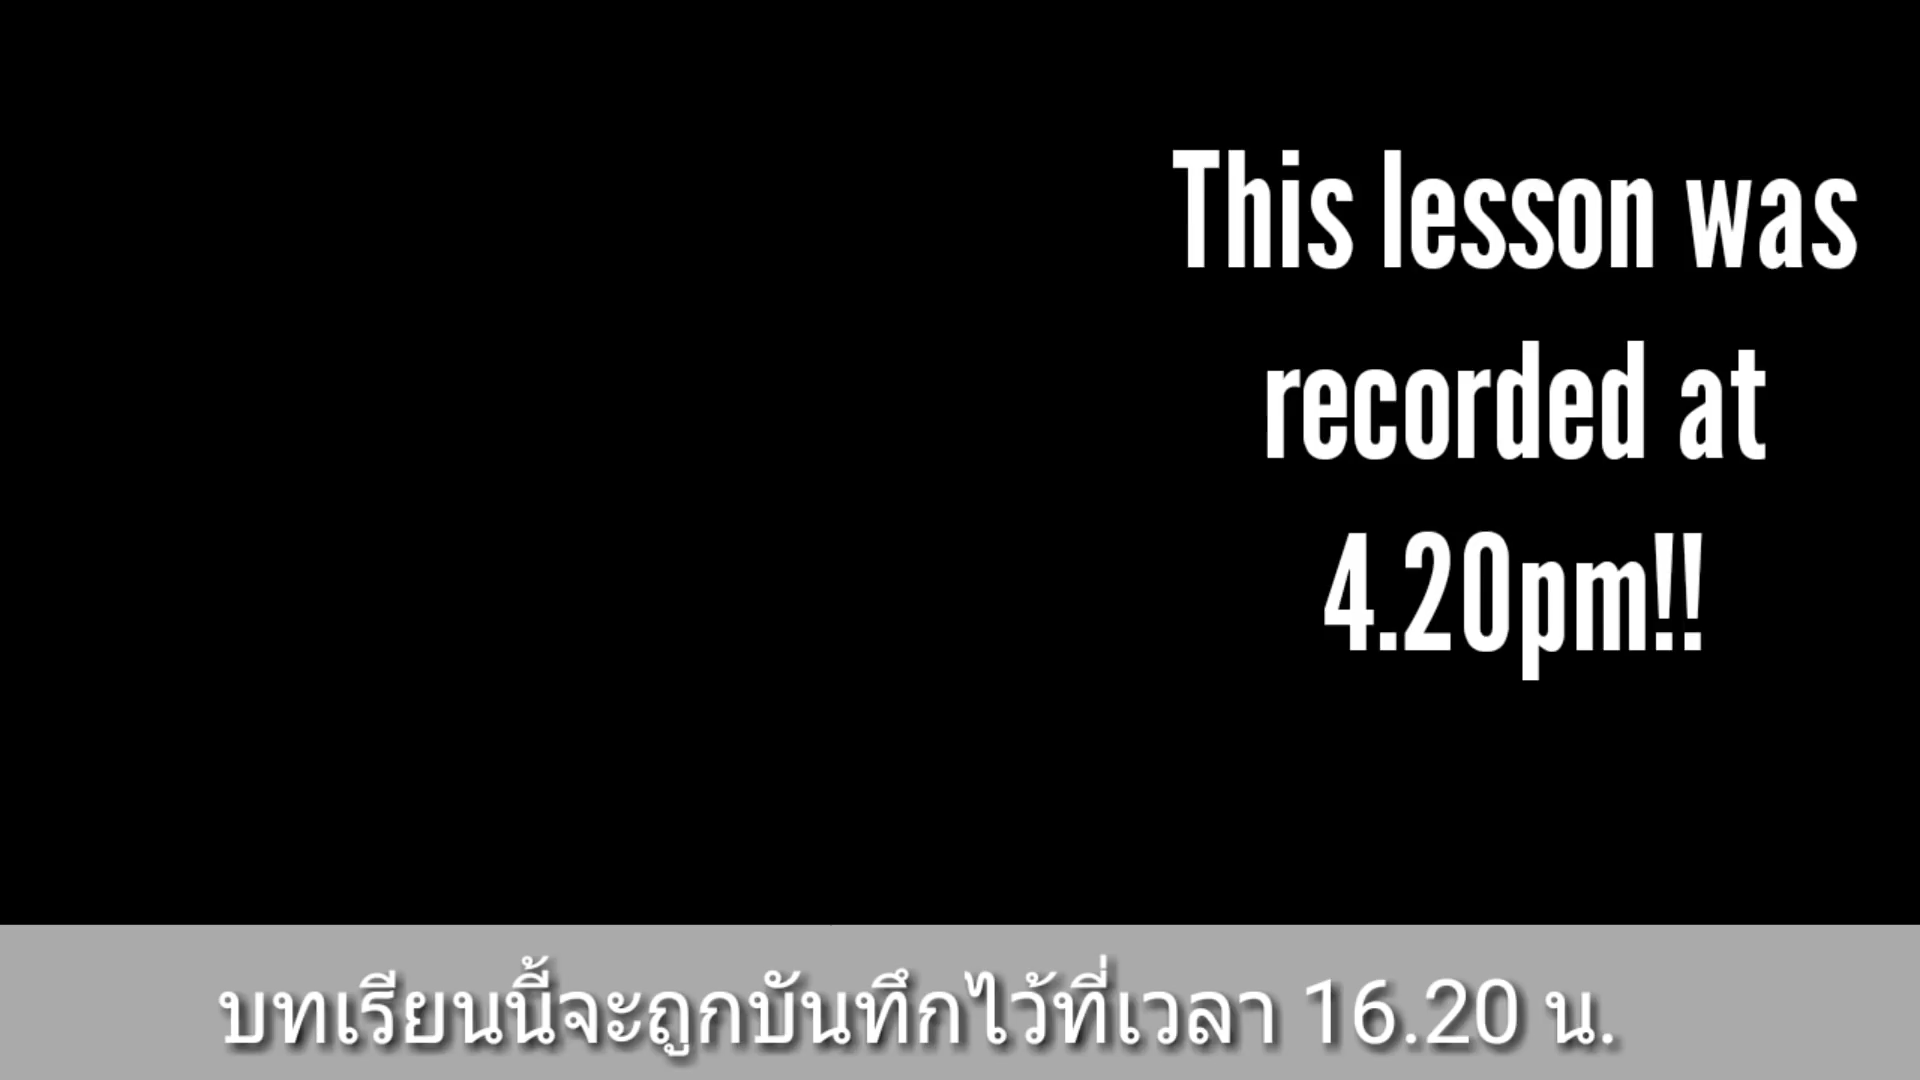 This lesson was
recorded at
4.20pm!!
บทเรียนนี้จะถูกบันทึกไว้ที่เวลา 16.20 น.